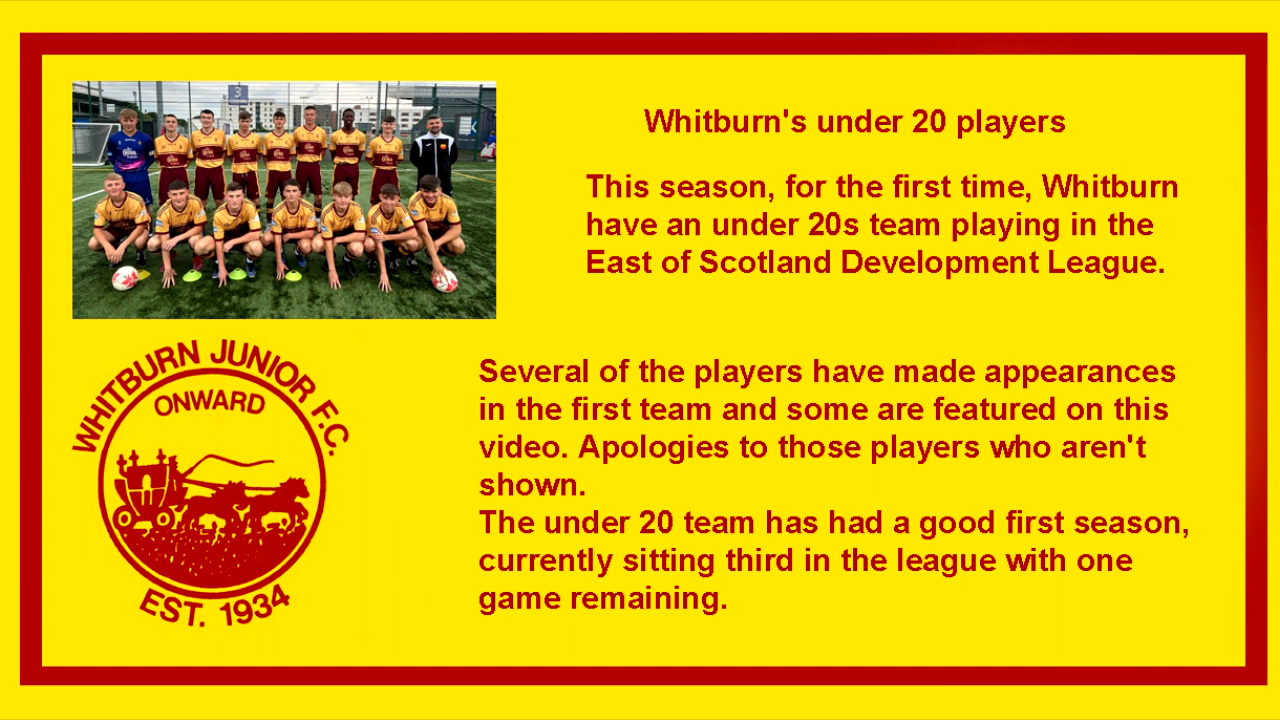 Whitburn's under 20 players
This season, for the first time, Whitburn
have an under 20s team playing in the
East of Scotland Development League.
WHITBURN JUNIOR F.C.
ONWARD
EST. 1934
Several of the players have made appearances
in the first team and some are featured on this
video. Apologies to those players who aren't
shown.
The under 20 team has had a good first season,
currently sitting third in the league with one
game remaining.
3